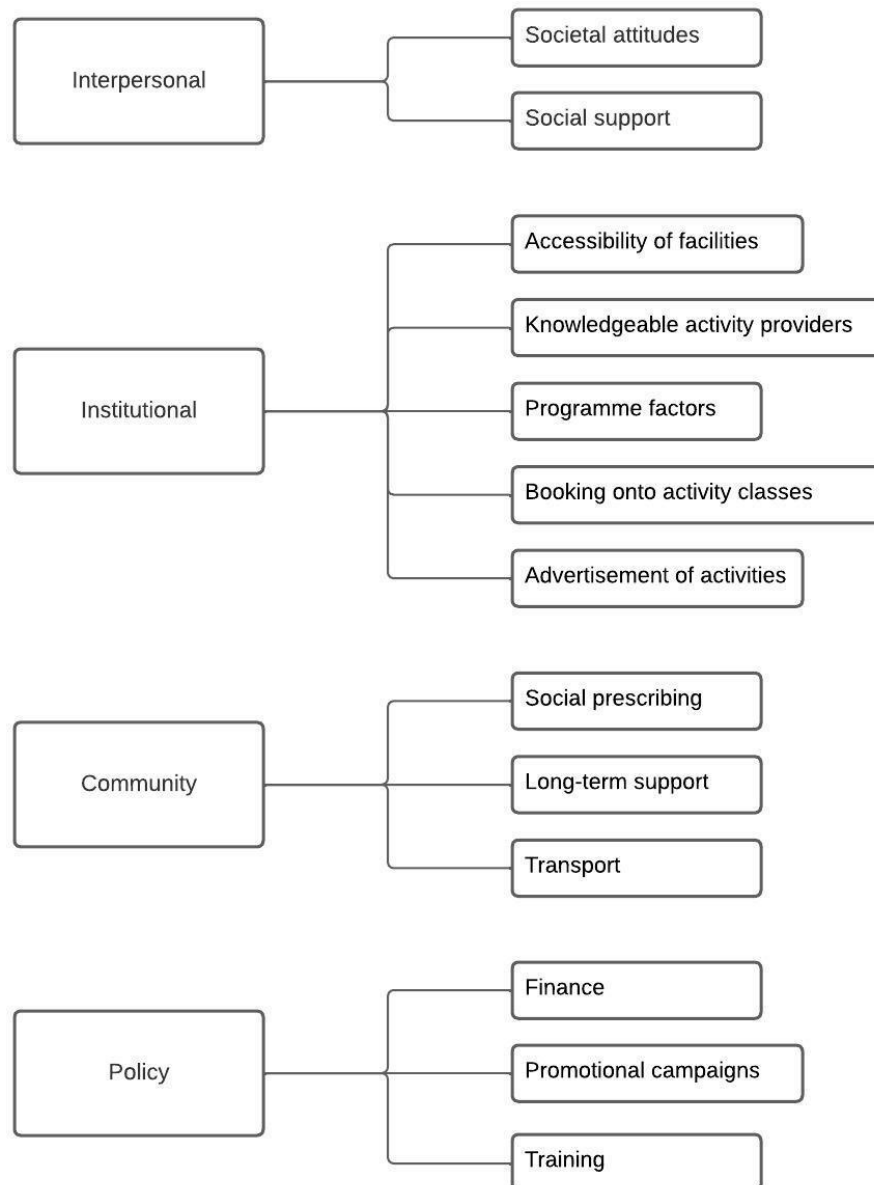 Interpersonal
Societal attitudes
Social support
Institutional
Accessibility of facilities
Knowledgeable activity providers
Programme factors
Booking onto activity classes
Advertisement of activities
Community
Social prescribing
Long-term support
Transport
Policy
Finance
Promotional campaigns
Training